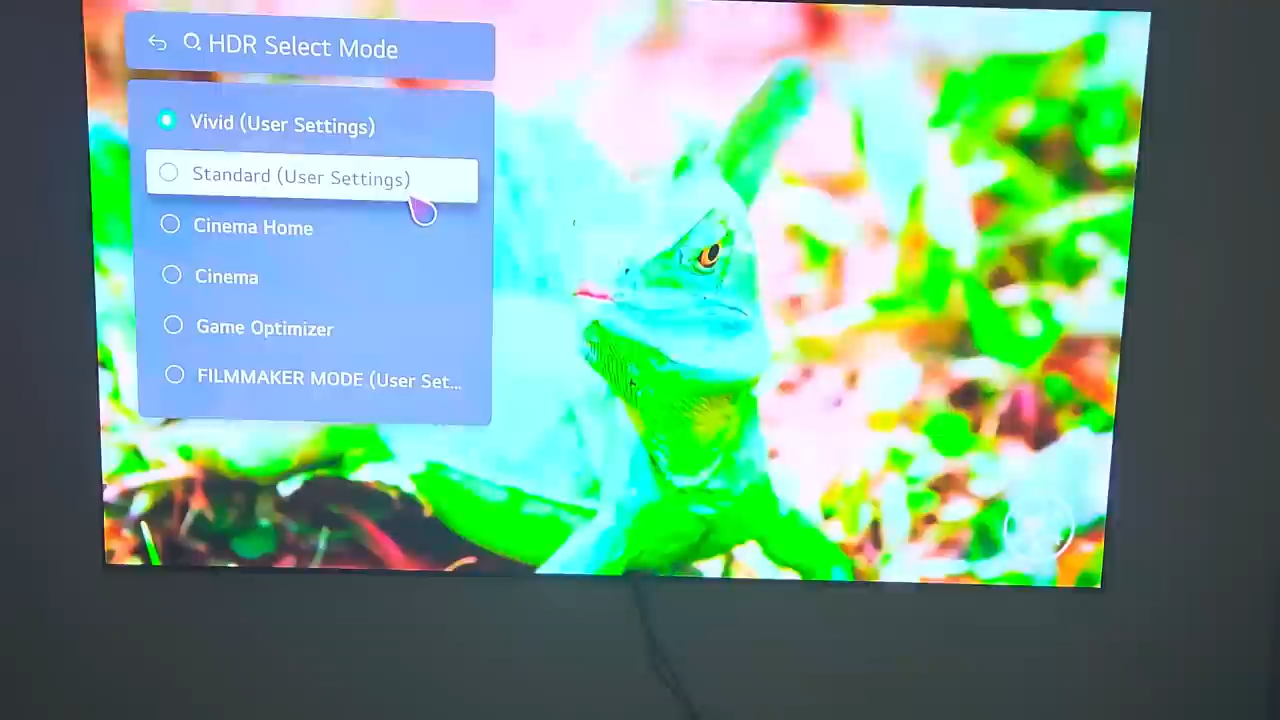 HDR Select Mode
Vivid (User Settings)
Standard (User Settings)
Cinema Home
Cinema
Game Optimizer
FILMMAKER MODE (User Set...